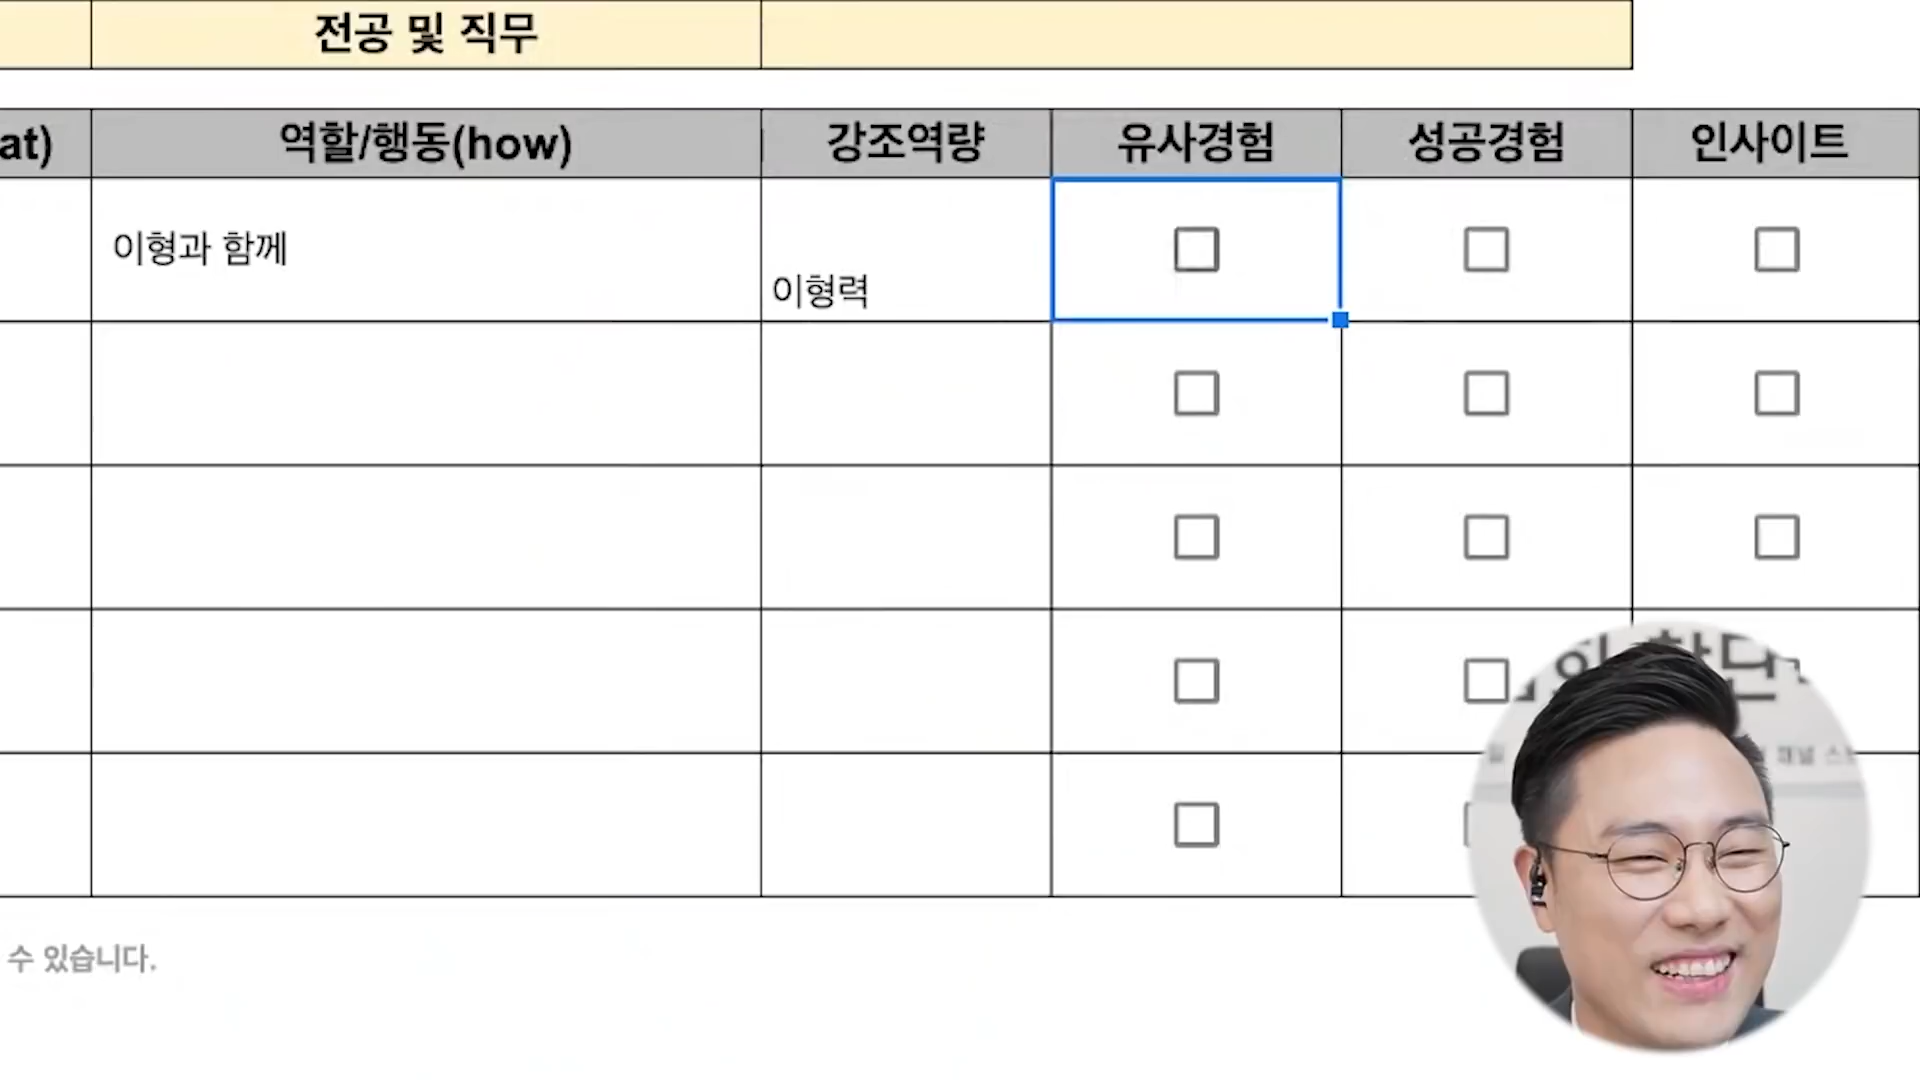 전공 및 직무
at) 역할/행동(how) 강조역량 유사경험 성공경험 인사이트
이형과 함께
이형력
수 있습니다.
채널